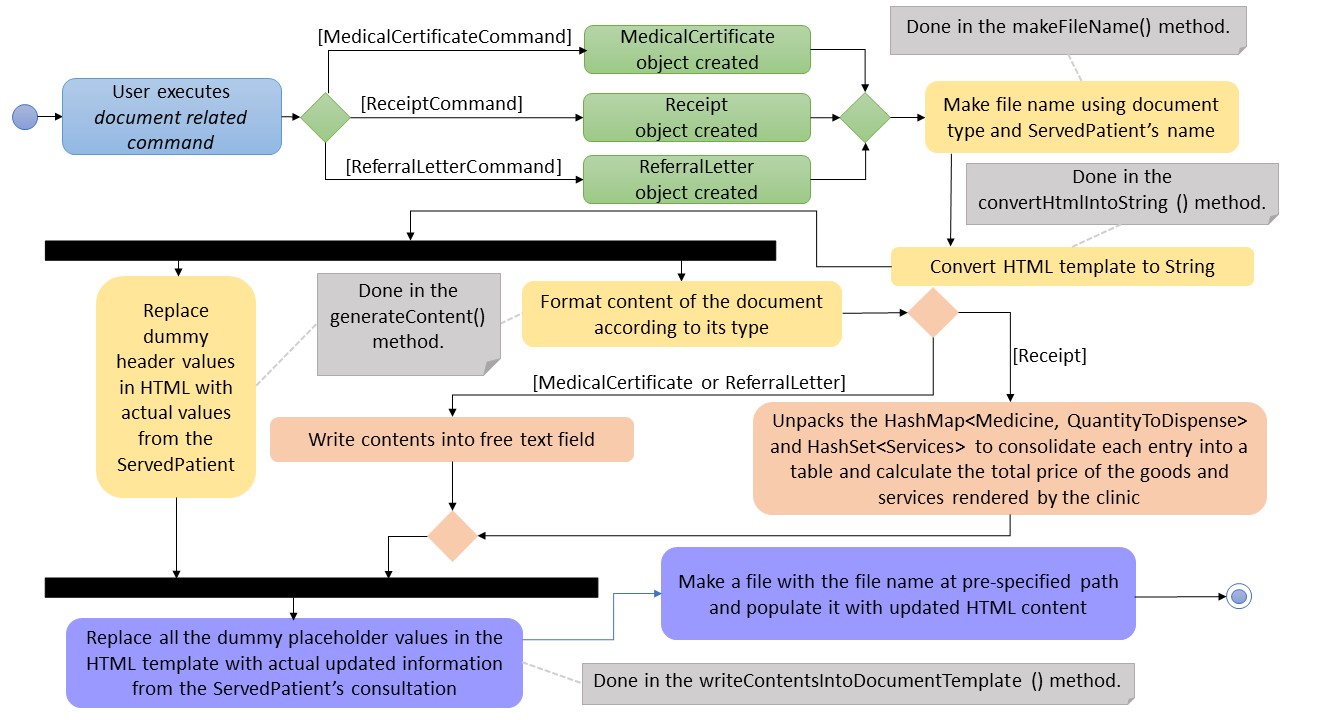 [MedicalCertificateCommand]
MedicalCertificate
object created
Done in the makeFileName() method.
User executes
document related
command
[ReceiptCommand]
Receipt
object created
Make file name using document
type and ServedPatient's name
[ReferralLetterCommand]
ReferralLetter
object created
Done in the
convertHtmlIntoString () method.
Convert HTML template to String
Replace
dummy
header values
in HTML with
actual values
from the
ServedPatient
Done in the
generateContent()
method.
Format content of the document
according to its type
[Receipt]
[MedicalCertificate or ReferralLetter]
Write contents into free text field
Unpacks the HashMap<Medicine, QuantityToDispense>
and HashSet<Services> to consolidate each entry into a
table and calculate the total price of the goods and
services rendered by the clinic
Make a file with the file name at pre-specified path
and populate it with updated HTML content
Replace all the dummy placeholder values in the
HTML template with actual updated information
from the ServedPatient's consultation
Done in the writeContentsIntoDocumentTemplate () method.